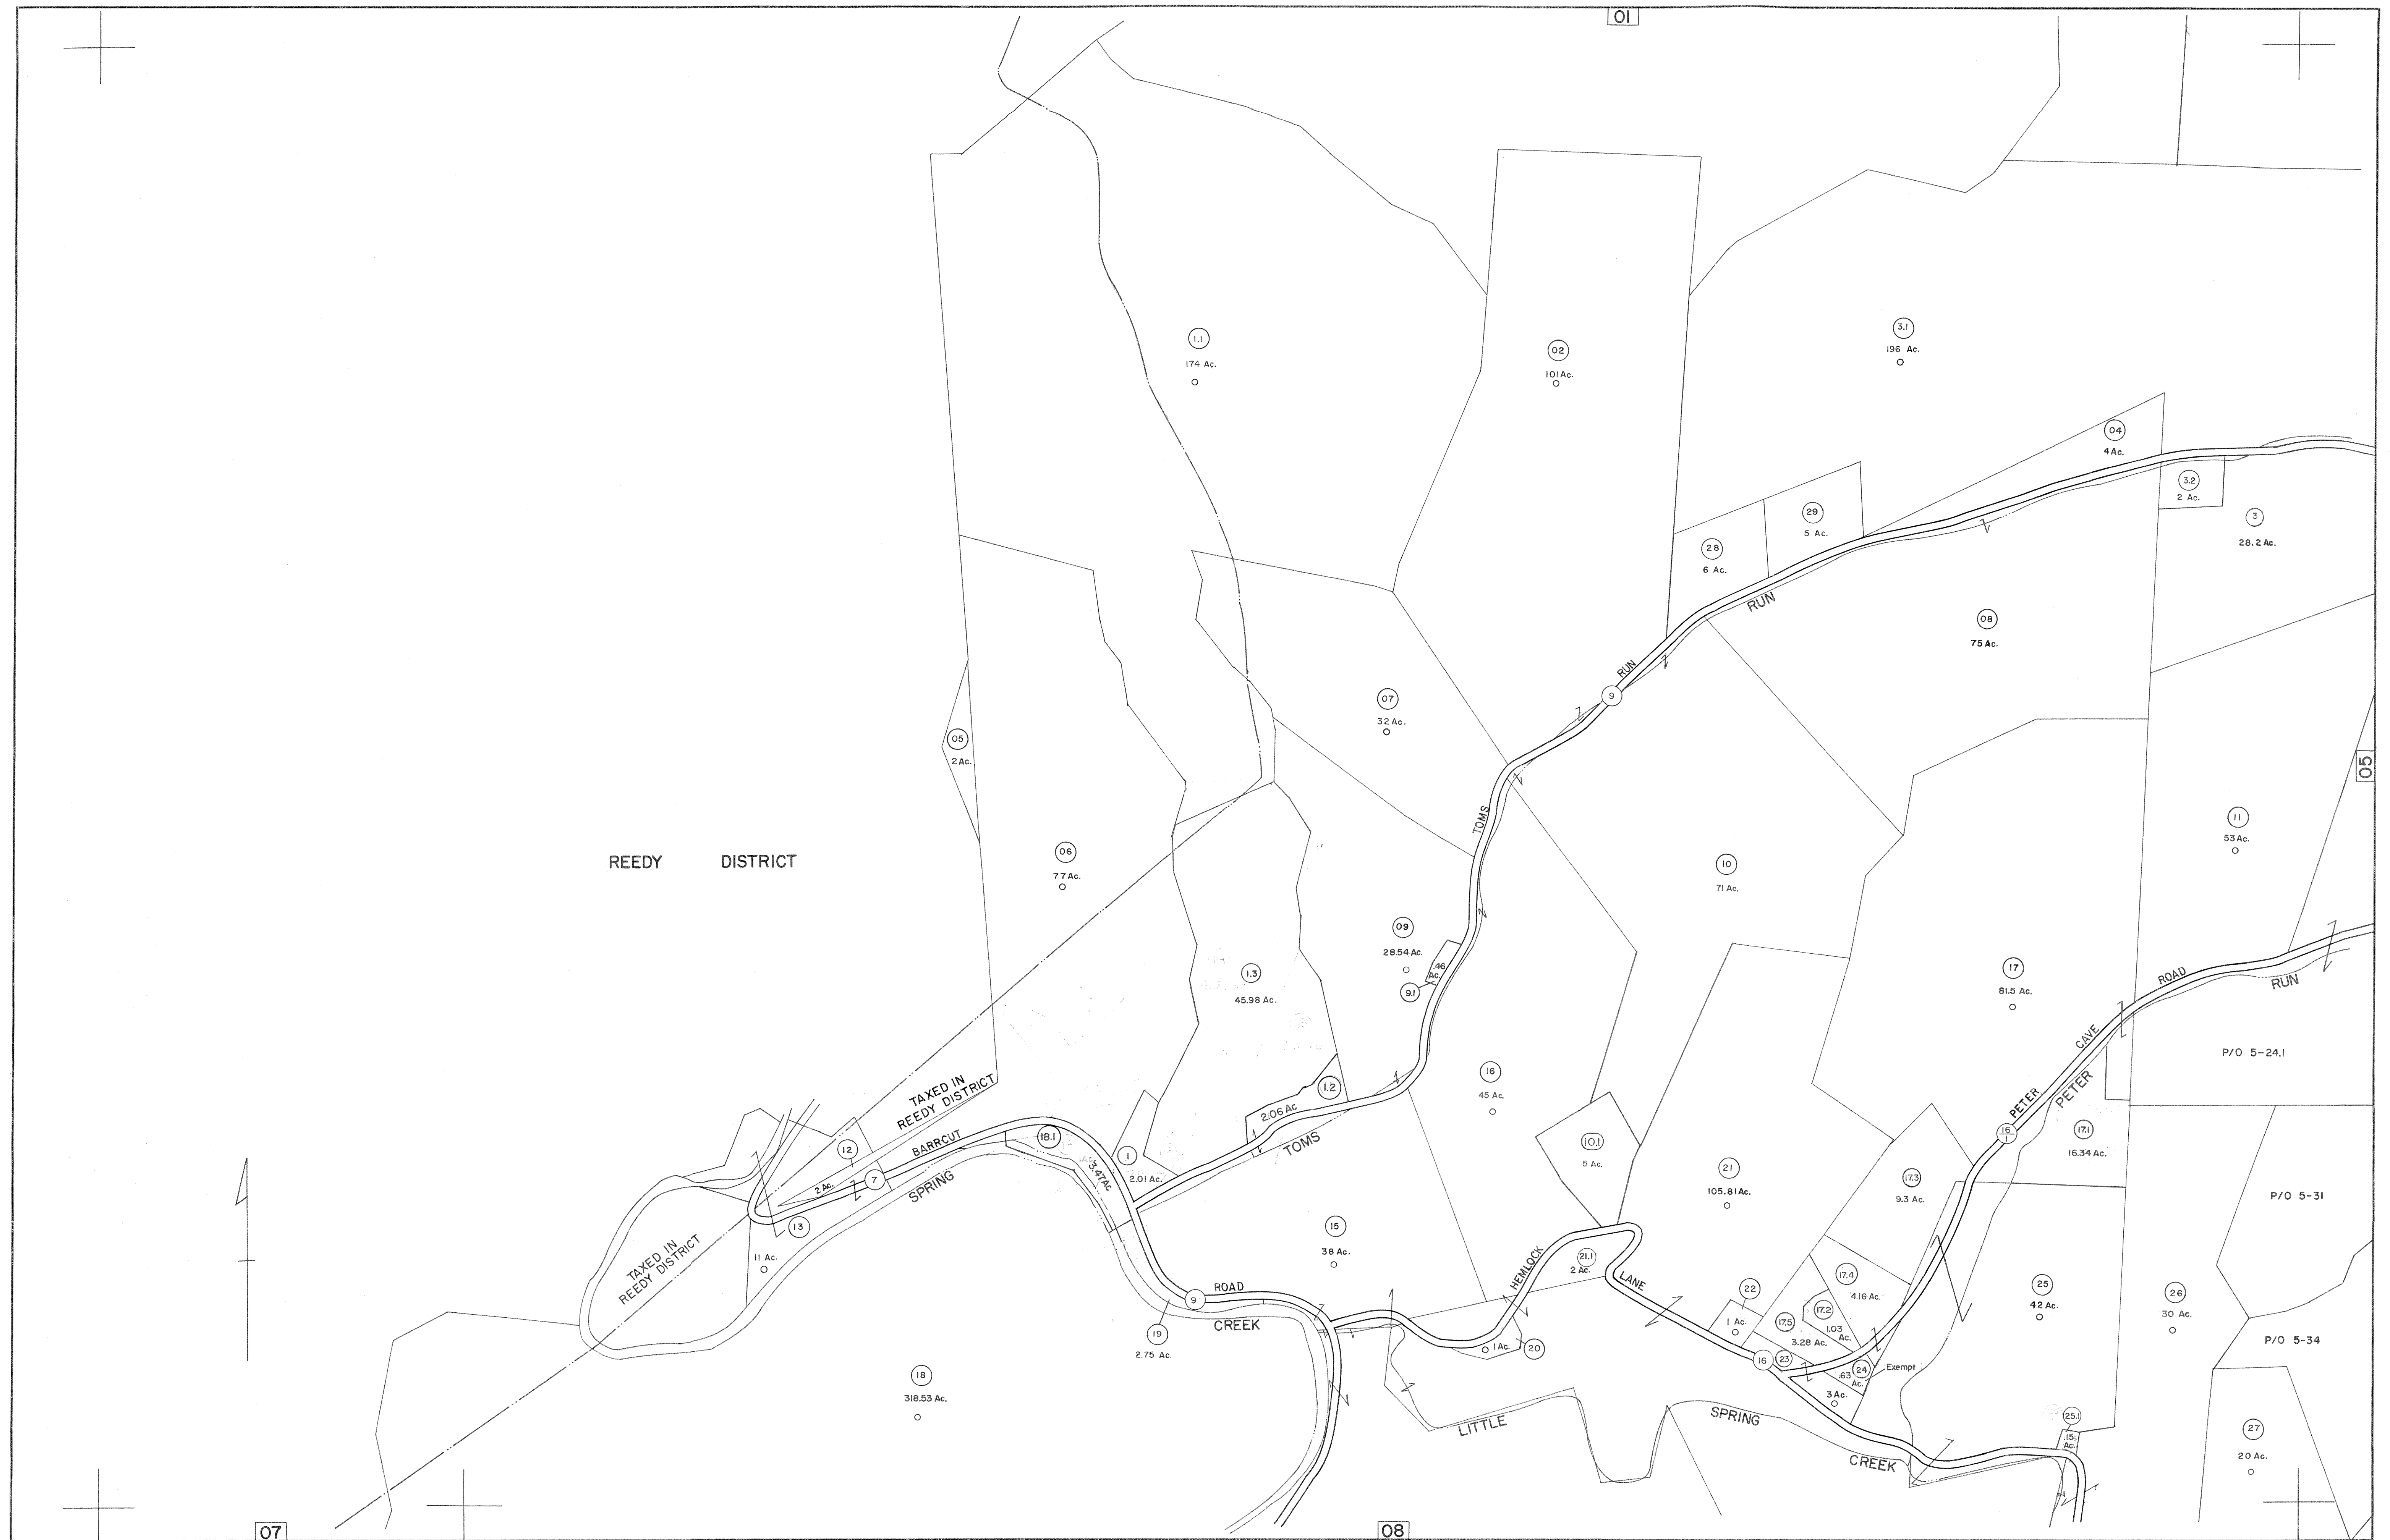 01
1.1
174 Ac.
02
101 Ac.
3.1
196 Ac.
04
4 Ac.
3.2
2 Ac.
3
28.2 Ac.
29
5 Ac.
28
6 Ac.
RUN
08
75 Ac.
RUN
9
07
32 Ac.
05
2 Ac.
05
TOMS
11
53 Ac.
06
77 Ac.
REEDY DISTRICT
10
71 Ac.
09
28.54 Ac.
.46
Ac.
9.1
1.3
45.98 Ac.
17
81.5 Ac.
ROAD
RUN
CAVE
P/O 5-24.1
16
45 Ac.
1.2
2.06 Ac
TOMS
PETER
PETER
16
1
17.1
16.34 Ac.
TAXED IN
REEDY DISTRICT
BARRCUT
18.1
3.47 Ac
1
2.01 Ac.
12
2 Ac.
7
SPRING
13
11 Ac.
10.1
5 Ac.
21
105.81 Ac.
17.3
9.3 Ac.
P/O 5-31
TAXED IN
REEDY DISTRICT
15
38 Ac.
HEMLOCK
21.1
2 Ac.
LANE
17.4
4.16 Ac.
25
42 Ac.
26
30 Ac.
9
ROAD
CREEK
22
1 Ac.
17.2
1.03
Ac.
17.5
3.28 Ac.
P/O 5-34
19
2.75 Ac.
1 Ac.
20
16
23
24
Exempt
.63
Ac.
3 Ac.
18
318.53 Ac.
LITTLE
SPRING
CREEK
25.1
.15
Ac.
27
20 Ac.
07
08